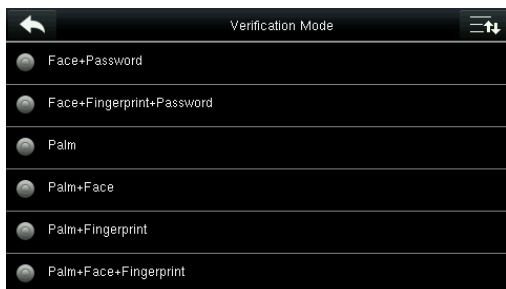 Verification Mode
Face+Password
Face+Fingerprint+Password
Palm
Palm+Face
Palm+Fingerprint
Palm+Face+Fingerprint